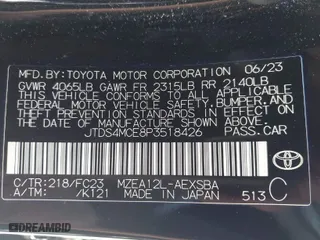 MFD.BY:TOYOTA MOTOR CORPORATION 06/23
GVWR 4065LB GAWR FR 2315LB RR 2140LB
THIS VEHICLE CONFORMS TO ALL APPLICABLE
FEDERAL MOTOR VEHICLE SAFETY, BUMPER, AND
THEFT PREVENTION STANDARDS IN EFFECT ON
THE DATE OF MANUFACTURE SHOWN ABOVE.
JTDS4MCE8P3518426 PASS.CAR
C/TR:218/FC23 MZEA12L-AEXSBA
A/TM: /K121 MADE IN JAPAN 513C
TOYOTA